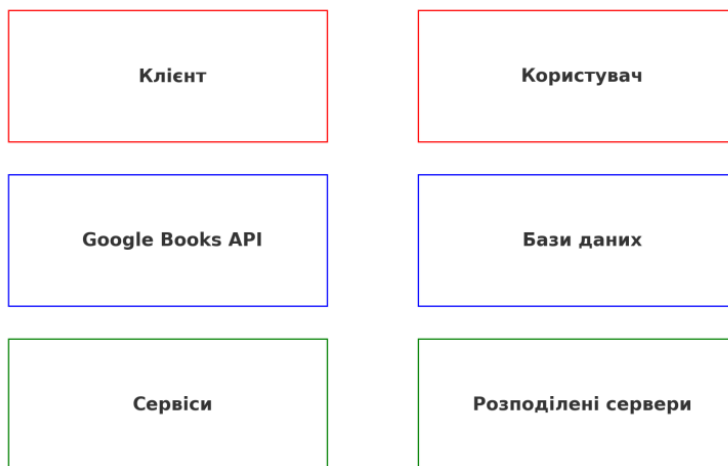 Клієнт
Користувач
Google Books API
Бази даних
Сервіси
Розподілені сервери